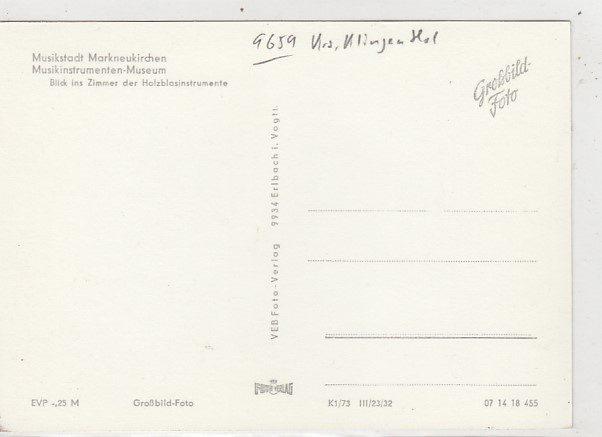 9659 Krs. Klingenthal
Musikstadt Markneukirchen
Musikinstrumenten-Museum
Blick ins Zimmer der Holzblasinstrumente
Großbild-
Foto
VEB Foto-Verlag 9934 Erlbach i. Vogtl.
EVP -,25 M
Großbild-Foto
K1/73 III/23/32
07 14 18 455